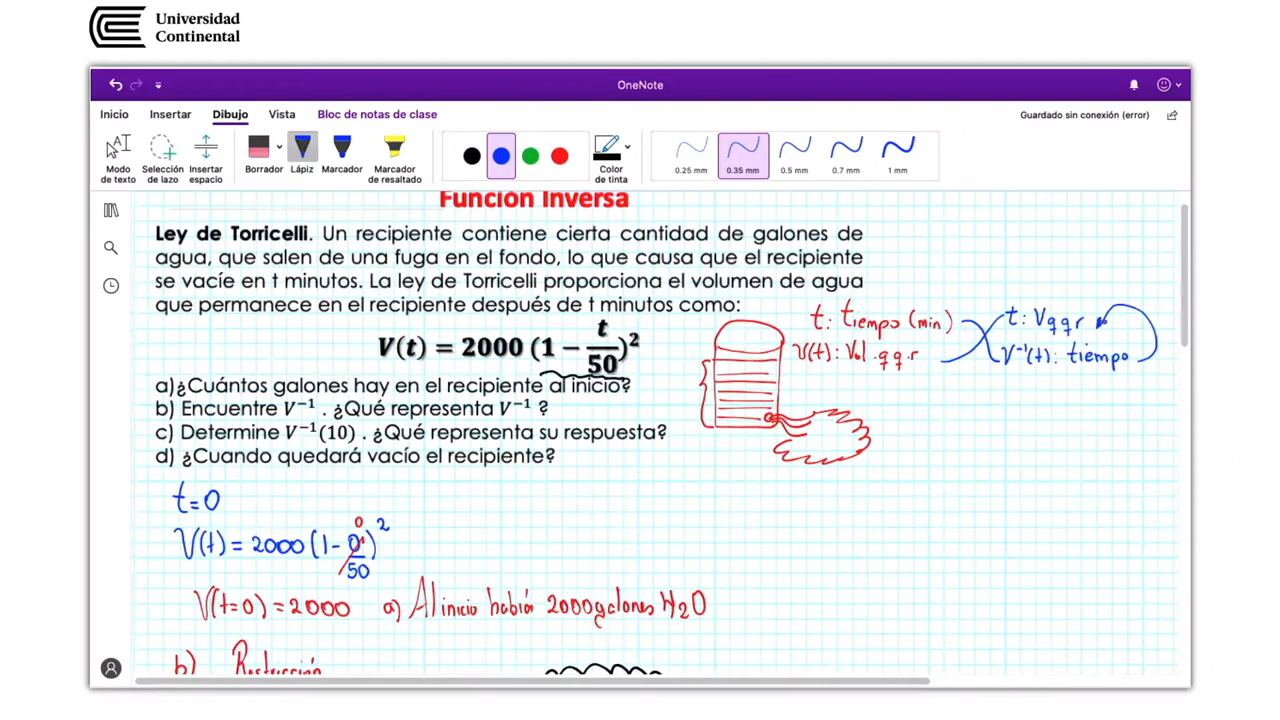 Universidad
Continental
OneNote
Inicio Insertar Dibujo Vista Bloc de notas de clase
Guardado sin conexión (error)
Modo de texto
Selección de lazo
Insertar espacio
Borrador
Lápiz
Marcador
Marcador de resaltado
Color de tinta
0.25 mm
0.35 mm
0.5 mm
0.7 mm
1 mm
Función Inversa
Ley de Torricelli. Un recipiente contiene cierta cantidad de galones de
agua, que salen de una fuga en el fondo, lo que causa que el recipiente
se vacíe en t minutos. La ley de Torricelli proporciona el volumen de agua
que permanece en el recipiente después de t minutos como:
V(t) = 2000 (1 − t/50)²
a)¿Cuántos galones hay en el recipiente al inicio?
b) Encuentre V⁻¹ . ¿Qué representa V⁻¹ ?
c) Determine V⁻¹(10) . ¿Qué representa su respuesta?
d) ¿Cuando quedará vacío el recipiente?
t: tiempo (min)
V(t): Vol. q q r
t: V q q r
V⁻¹(t): tiempo
t=0
V(t) = 2000 (1 - 0/50)² 0
V(t=0) = 2000 a) Al inicio había 2000 galones H₂O
b) Restricción